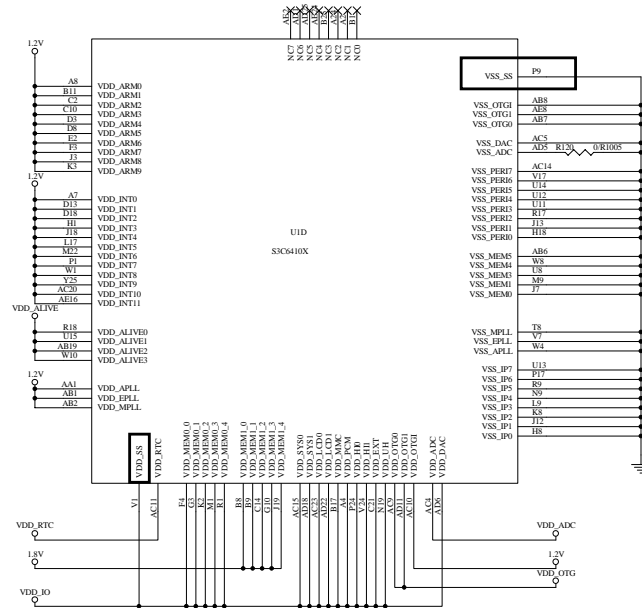 AE2
B1
NC7
NC6
NC5
NC4
NC3
NC2
NC1
NC0
1.2V
A8 VDD_ARM0
B11 VDD_ARM1
C2 VDD_ARM2
C10 VDD_ARM3
D3 VDD_ARM4
D8 VDD_ARM5
E2 VDD_ARM6
F3 VDD_ARM7
J3 VDD_ARM8
K3 VDD_ARM9
1.2V
A7 VDD_INT0
D13 VDD_INT1
D18 VDD_INT2
H1 VDD_INT3
J18 VDD_INT4
L17 VDD_INT5
M22 VDD_INT6
P1 VDD_INT7
W1 VDD_INT8
Y25 VDD_INT9
AC20 VDD_INT10
AE16 VDD_INT11
VDD_ALIVE
R18 VDD_ALIVE0
U15 VDD_ALIVE1
AB19 VDD_ALIVE2
W10 VDD_ALIVE3
1.2V
AA1 VDD_APLL
AB1 VDD_EPLL
AB2 VDD_MPLL
U1D
S3C6410X
VSS_SS P9
VSS_OTGI AB8
VSS_OTG1 AE8
VSS_OTG0 AB7
VSS_DAC AC5
VSS_ADC AD5 R120 0/R1005
VSS_PERI7 AC14
VSS_PERI6 V17
VSS_PERI5 U14
VSS_PERI4 U12
VSS_PERI3 U11
VSS_PERI2 R17
VSS_PERI1 J13
VSS_PERI0 H18
VSS_MEM5 AB6
VSS_MEM4 W8
VSS_MEM3 U8
VSS_MEM1 M9
VSS_MEM0 J7
VSS_MPLL T8
VSS_EPLL V7
VSS_APLL W4
VSS_IP7 U13
VSS_IP6 P17
VSS_IP5 R9
VSS_IP4 N9
VSS_IP3 L9
VSS_IP2 K8
VSS_IP1 J12
VSS_IP0 H8
VDD_SS V1
VDD_RTC AC11
VDD_MEM0_0 F4
VDD_MEM0_1 G3
VDD_MEM0_2 K2
VDD_MEM0_3 M1
VDD_MEM0_4 R1
VDD_MEM1_0 B8
VDD_MEM1_1 B9
VDD_MEM1_2 C14
VDD_MEM1_3 G10
VDD_MEM1_4 J19
VDD_SYS0 AC15
VDD_SYS1 AD18
VDD_LCD0 AC23
VDD_LCD1 AD22
VDD_MMC B17
VDD_PCM A4
VDD_HI0 P24
VDD_HI1 V24
VDD_EXT C21
VDD_UH N19
VDD_OTG0 AC9
VDD_OTG1 AD11
VDD_OTGI AC10
VDD_ADC AC4
VDD_DAC AD6
VDD_RTC
1.8V
VDD_IO
VDD_ADC
1.2V
VDD_OTG